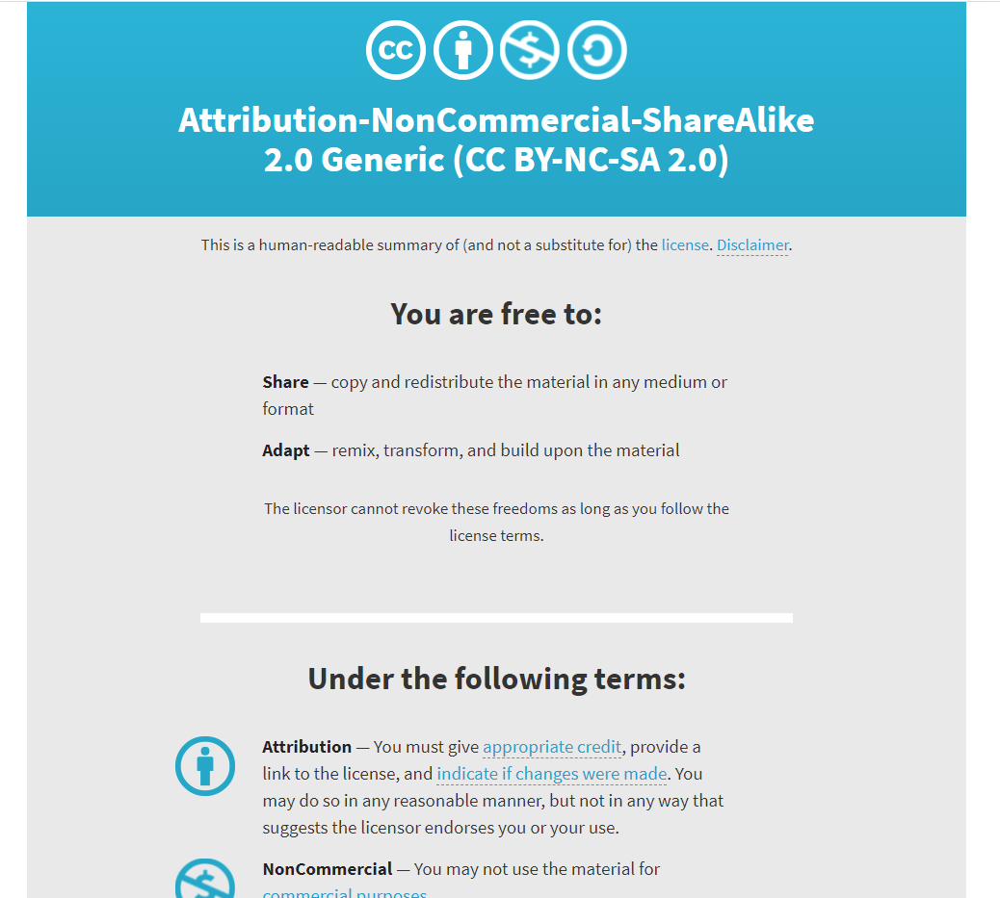 CC
Attribution-NonCommercial-ShareAlike
2.0 Generic (CC BY-NC-SA 2.0)
This is a human-readable summary of (and not a substitute for) the license. Disclaimer.
You are free to:
Share — copy and redistribute the material in any medium or
format
Adapt — remix, transform, and build upon the material
The licensor cannot revoke these freedoms as long as you follow the
license terms.
Under the following terms:
Attribution — You must give appropriate credit, provide a
link to the license, and indicate if changes were made. You
may do so in any reasonable manner, but not in any way that
suggests the licensor endorses you or your use.
NonCommercial — You may not use the material for
commercial purposes